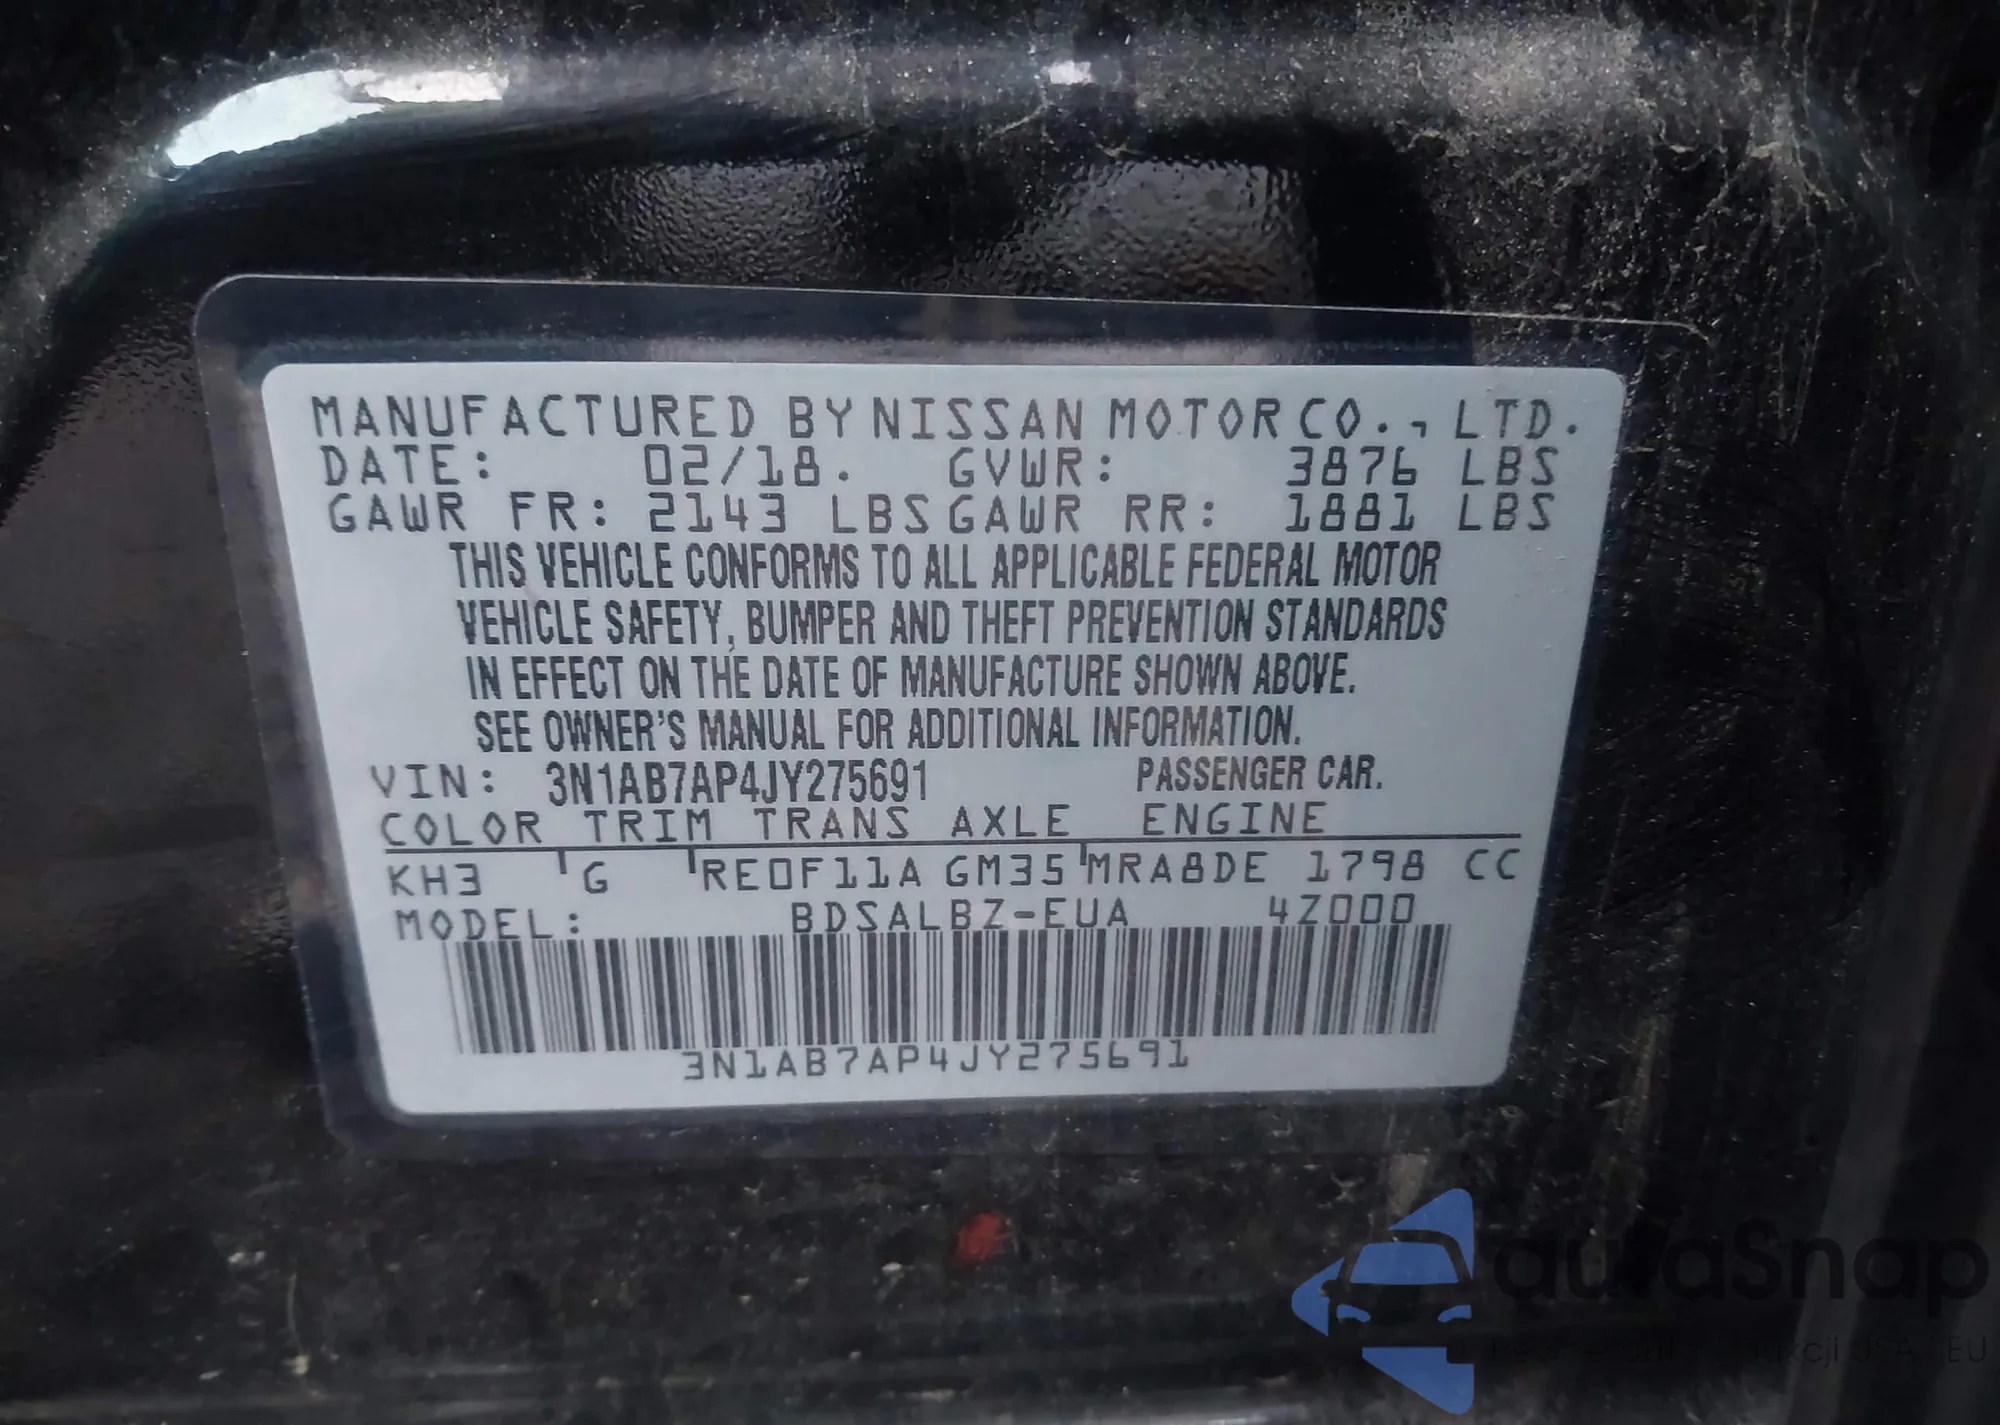 MANUFACTURED BY NISSAN MOTOR CO., LTD.
DATE: 02/18. GVWR: 3876 LBS
GAWR FR: 2143 LBS GAWR RR: 1881 LBS
THIS VEHICLE CONFORMS TO ALL APPLICABLE FEDERAL MOTOR
VEHICLE SAFETY, BUMPER AND THEFT PREVENTION STANDARDS
IN EFFECT ON THE DATE OF MANUFACTURE SHOWN ABOVE.
SEE OWNER'S MANUAL FOR ADDITIONAL INFORMATION.
VIN: 3N1AB7AP4JY275691 PASSENGER CAR.
COLOR TRIM TRANS AXLE ENGINE
KH3 G RE0F11A GM35 MRA8DE 1798 CC
MODEL: BDSALBZ-EUA 4Z000
3N1AB7AP4JY275691
auraSnap
EU